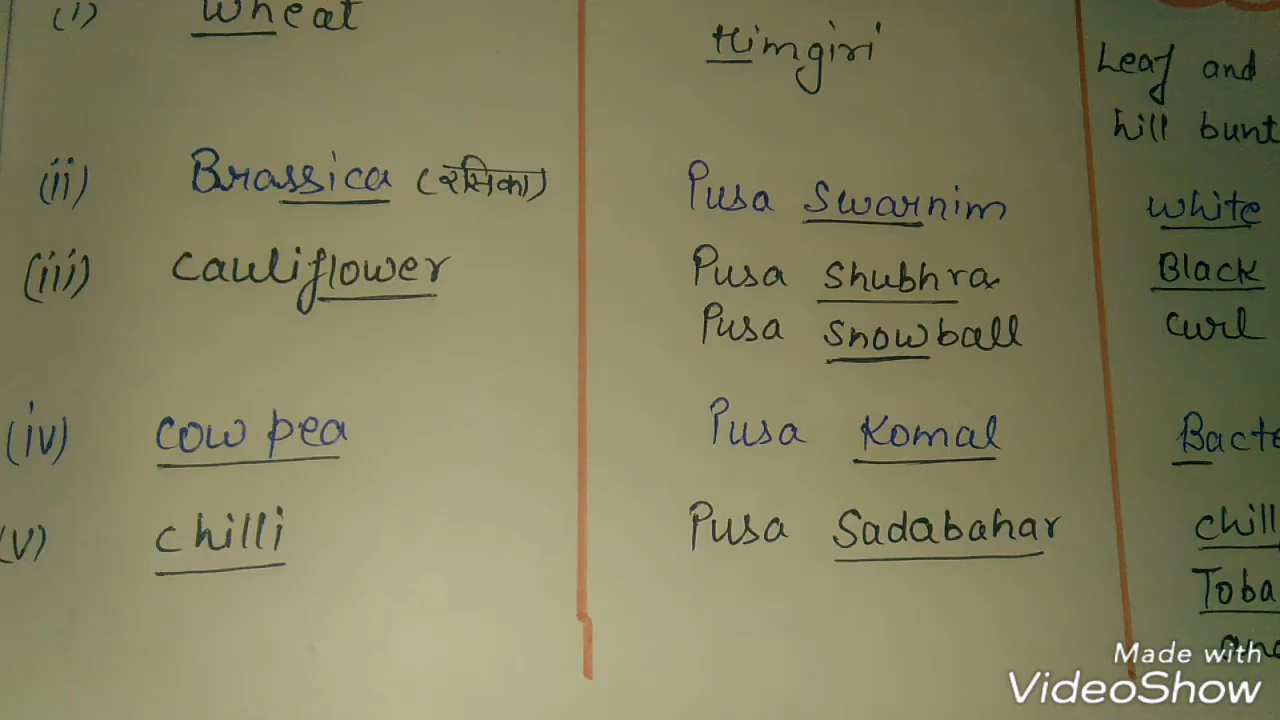 (i) Wheat Himgiri Leaf and
hill bunt
(ii) Brassica (रसिका) Pusa Swarnim White
(iii) Cauliflower Pusa Shubhra Black
Pusa Snowball Curl
(iv) Cow pea Pusa Komal Bacte
(V) Chilli Pusa Sadabahar Chill
Toba
and
Made with
VideoShow